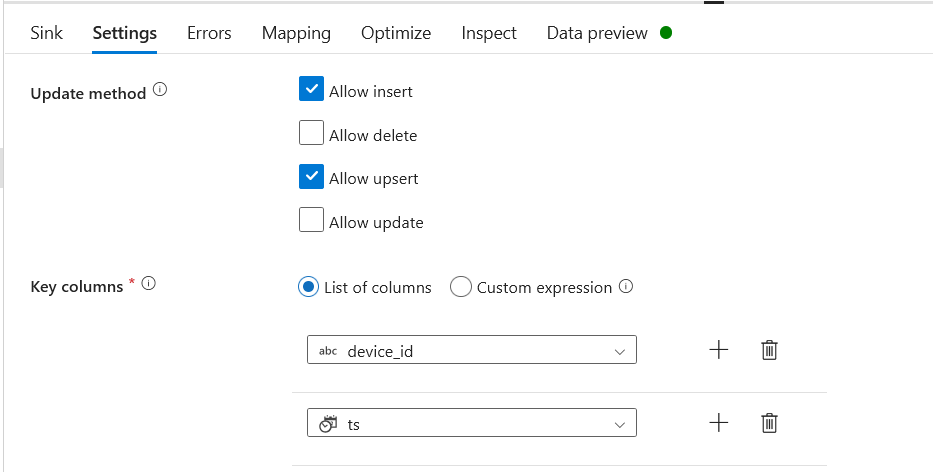 Sink Settings Errors Mapping Optimize Inspect Data preview
Update method Allow insert
Allow delete
Allow upsert
Allow update
Key columns * List of columns Custom expression
abc device_id
ts